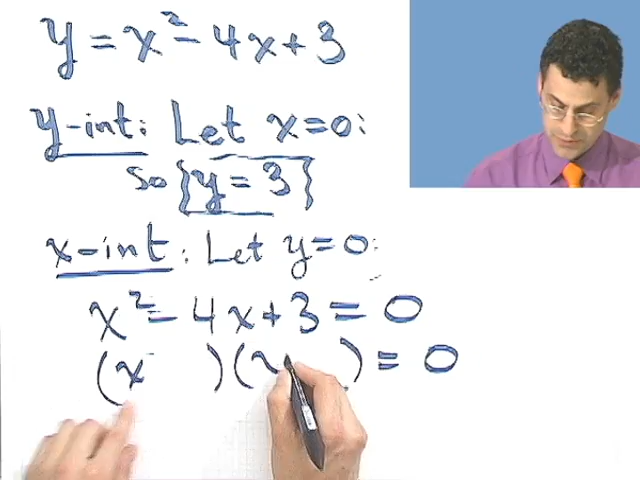 y = x² - 4x + 3
y-int: Let x = 0:
so [y = 3]
x-int: Let y = 0:
x² - 4x + 3 = 0
(x )(x ) = 0